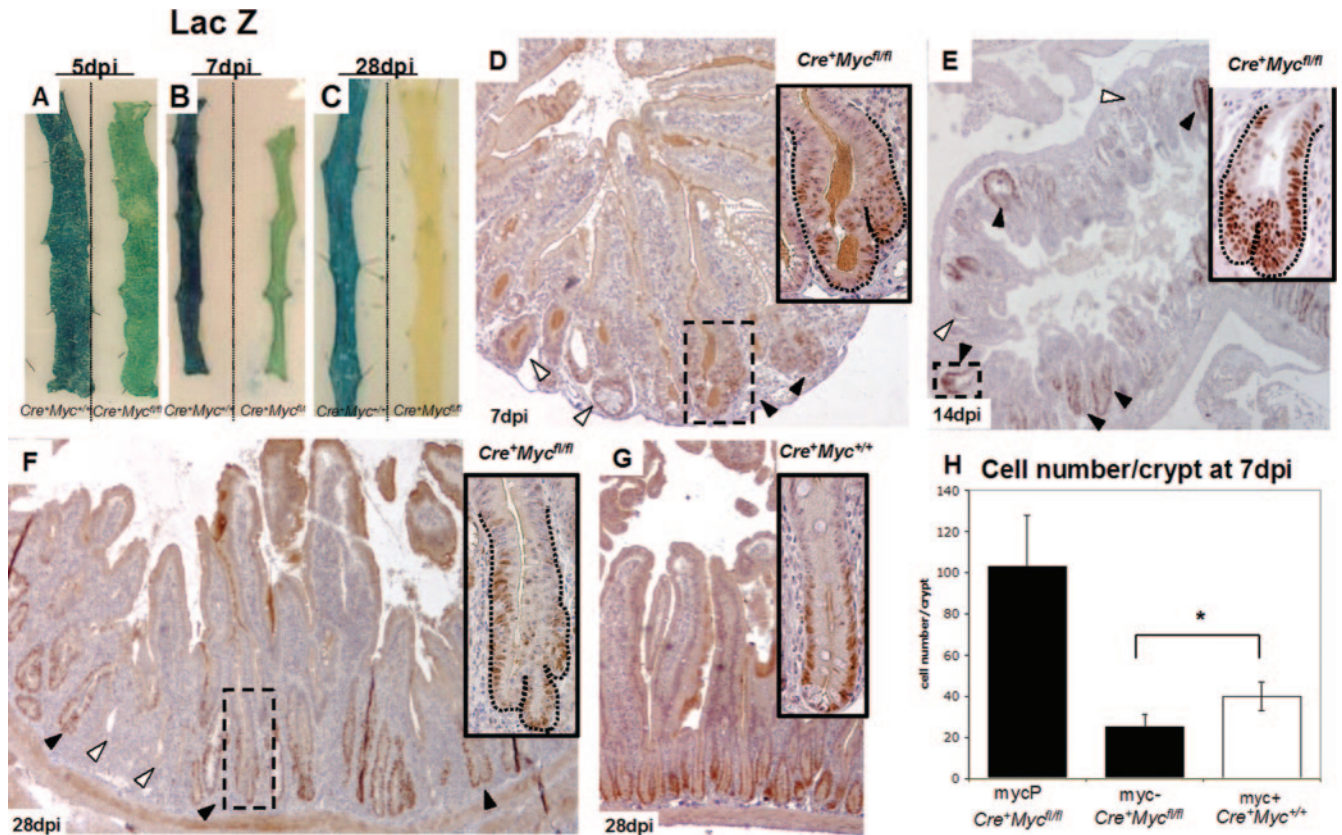 Lac Z
5dpi
7dpi
28dpi
A
B
C
Cre+Myc+/+
Cre+Mycfl/fl
Cre+Myc+/+
Cre+Mycfl/fl
Cre+Myc+/+
Cre+Mycfl/fl
D
Cre+Mycfl/fl
7dpi
E
Cre+Mycfl/fl
14dpi
F
Cre+Mycfl/fl
28dpi
G
Cre+Myc+/+
28dpi
H
Cell number/crypt at 7dpi
cell number/crypt
140
120
100
80
60
40
20
0
*
mycP
Cre+Mycfl/fl
myc-
Cre+Mycfl/fl
myc+
Cre+Myc+/+